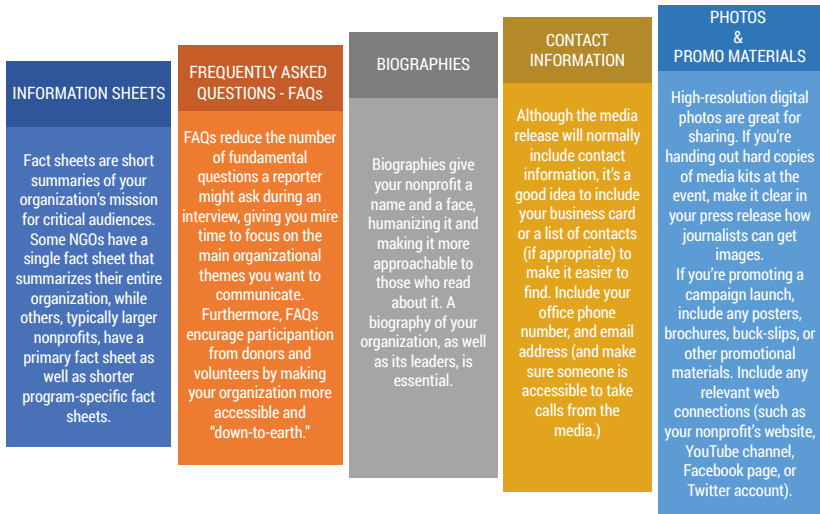 INFORMATION SHEETS
Fact sheets are short
summaries of your
organization's mission
for critical audiences.
Some NGOs have a
single fact sheet that
summarizes their entire
organization, while
others, typically larger
nonprofits, have a
primary fact sheet as
well as shorter
program-specific fact
sheets.
FREQUENTLY ASKED
QUESTIONS - FAQs
FAQs reduce the number
of fundamental
questions a reporter
might ask during an
interview, giving you mire
time to focus on the
main organizational
themes you want to
communicate.
Furthermore, FAQs
encurage participantion
from donors and
volunteers by making
your organization more
accessible and
“down-to-earth.”
BIOGRAPHIES
Biographies give
your nonprofit a
name and a face,
humanizing it and
making it more
approachable to
those who read
about it. A
biography of your
organization, as well
as its leaders, is
essential.
CONTACT
INFORMATION
Although the media
release will normally
include contact
information, it's a
good idea to include
your business card
or a list of contacts
(if appropriate) to
make it easier to
find. Include your
office phone
number, and email
address (and make
sure someone is
accessible to take
calls from the
media.)
PHOTOS
&
PROMO MATERIALS
High-resolution digital
photos are great for
sharing. If you're
handing out hard copies
of media kits at the
event, make it clear in
your press release how
journalists can get
images.
If you're promoting a
campaign launch,
include any posters,
brochures, buck-slips, or
other promotional
materials. Include any
relevant web
connections (such as
your nonprofit's website,
YouTube channel,
Facebook page, or
Twitter account).